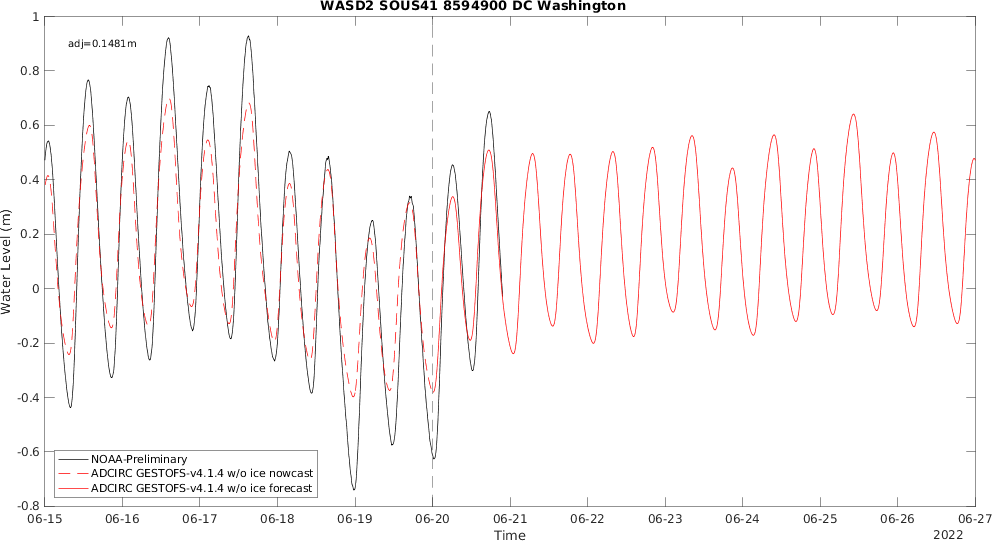 WASD2 SOUS41 8594900 DC Washington
adj=0.1481m
1
0.8
0.6
0.4
0.2
0
-0.2
-0.4
-0.6
-0.8
Water Level (m)
NOAA-Preliminary
ADCIRC GESTOFS-v4.1.4 w/o ice nowcast
ADCIRC GESTOFS-v4.1.4 w/o ice forecast
06-15 06-16 06-17 06-18 06-19 06-20 06-21 06-22 06-23 06-24 06-25 06-26 06-27
Time
2022